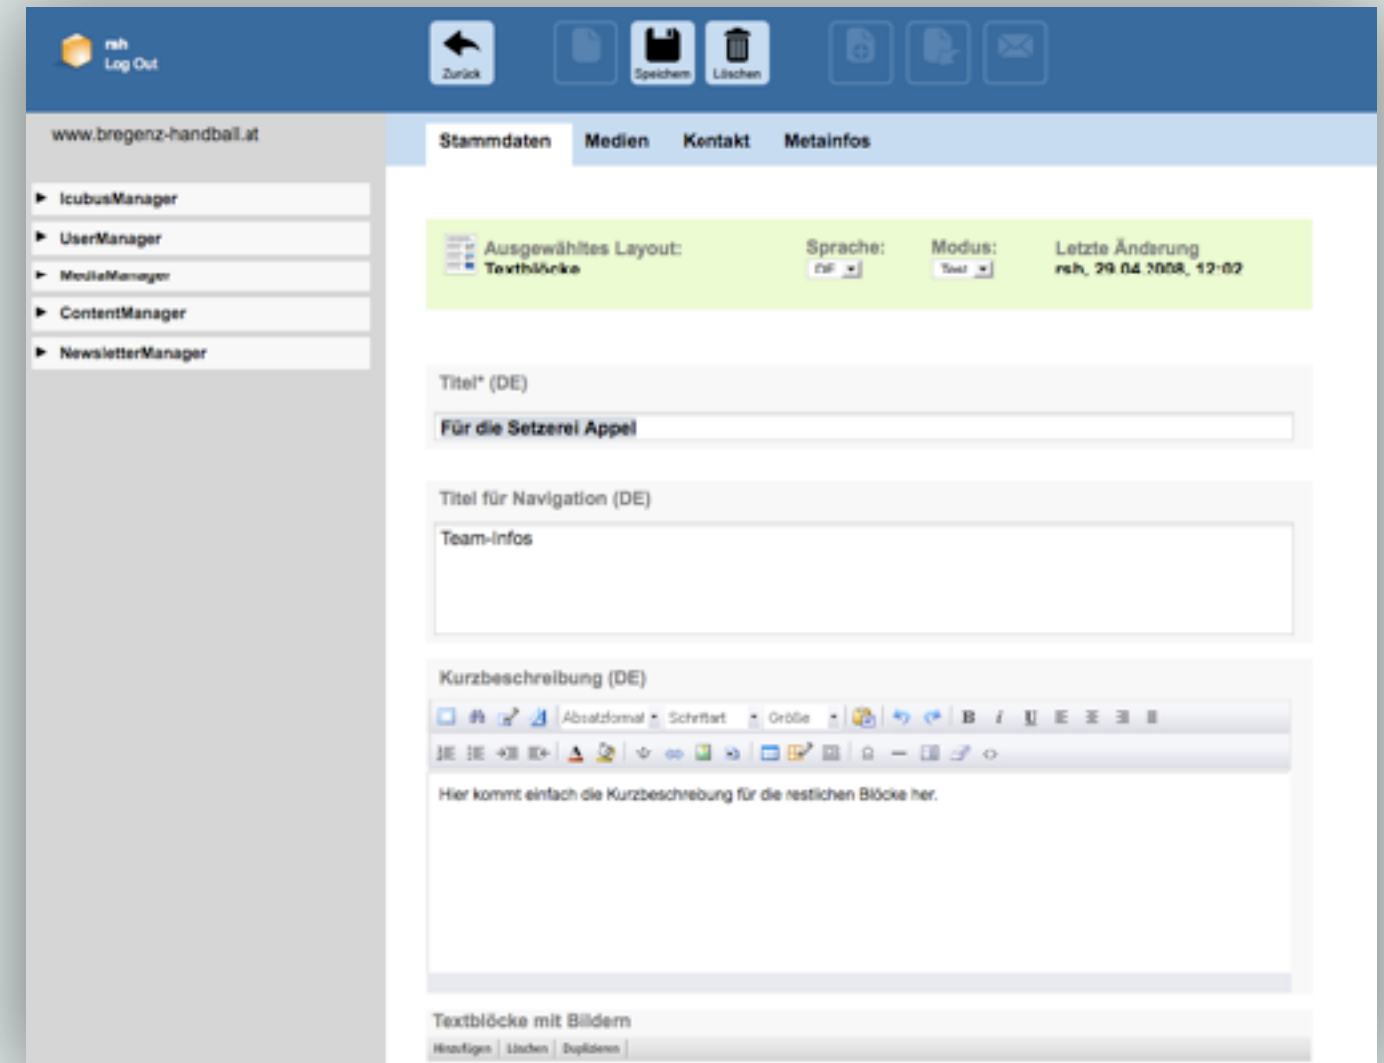 rsh
Log Out
Zurück
Speichern
Löschen
www.bregenz-handball.at
Stammdaten Medien Kontakt Metainfos
IcubusManager
UserManager
MediaManager
ContentManager
NewsletterManager
Ausgewähltes Layout: Sprache: Modus: Letzte Änderung
Textblöcke DE Test rsh, 29.04.2008, 12:02
Titel* (DE)
Für die Setzerei Appel
Titel für Navigation (DE)
Team-Infos
Kurzbeschreibung (DE)
Absatzformat Schriftart Größe B i U
Hier kommt einfach die Kurzbeschreibung für die restlichen Blöcke her.
Textblöcke mit Bildern
Hinzufügen Löschen Duplizieren